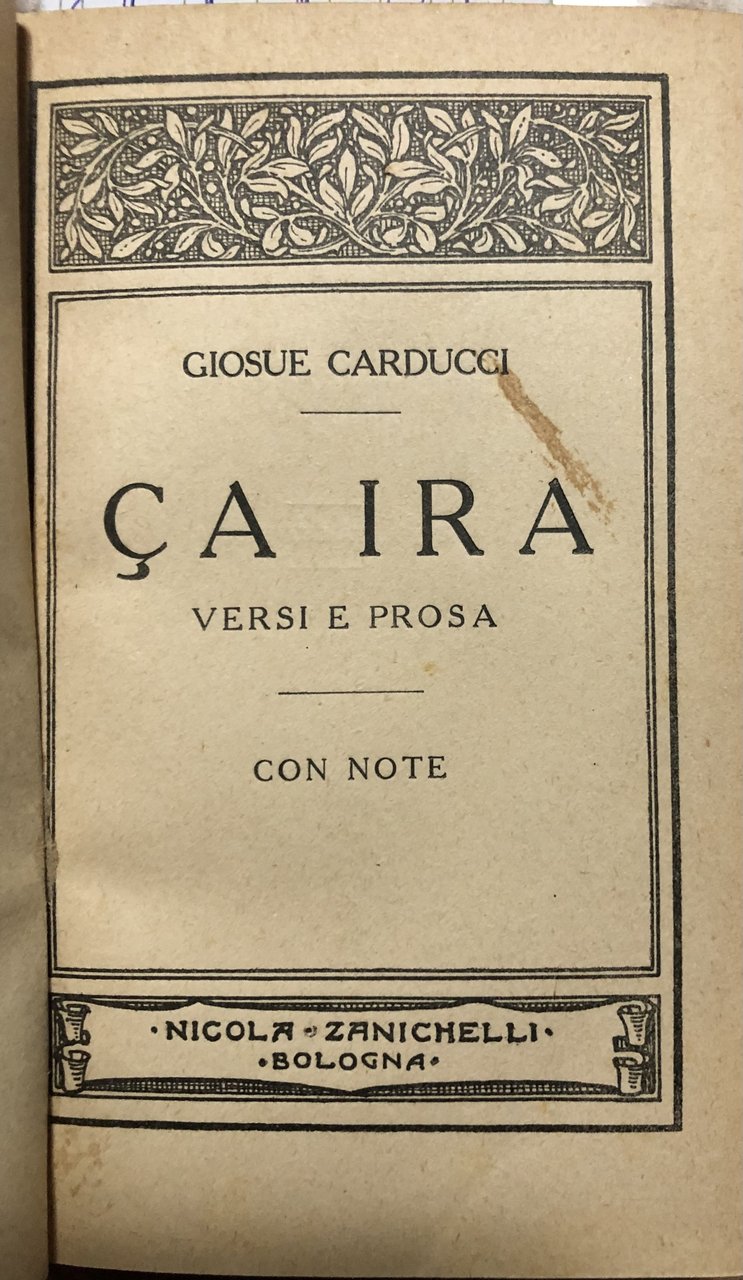 GIOSUE CARDUCCI
ÇA IRA
VERSI E PROSA
CON NOTE
·NICOLA · ZANICHELLI·
·BOLOGNA·